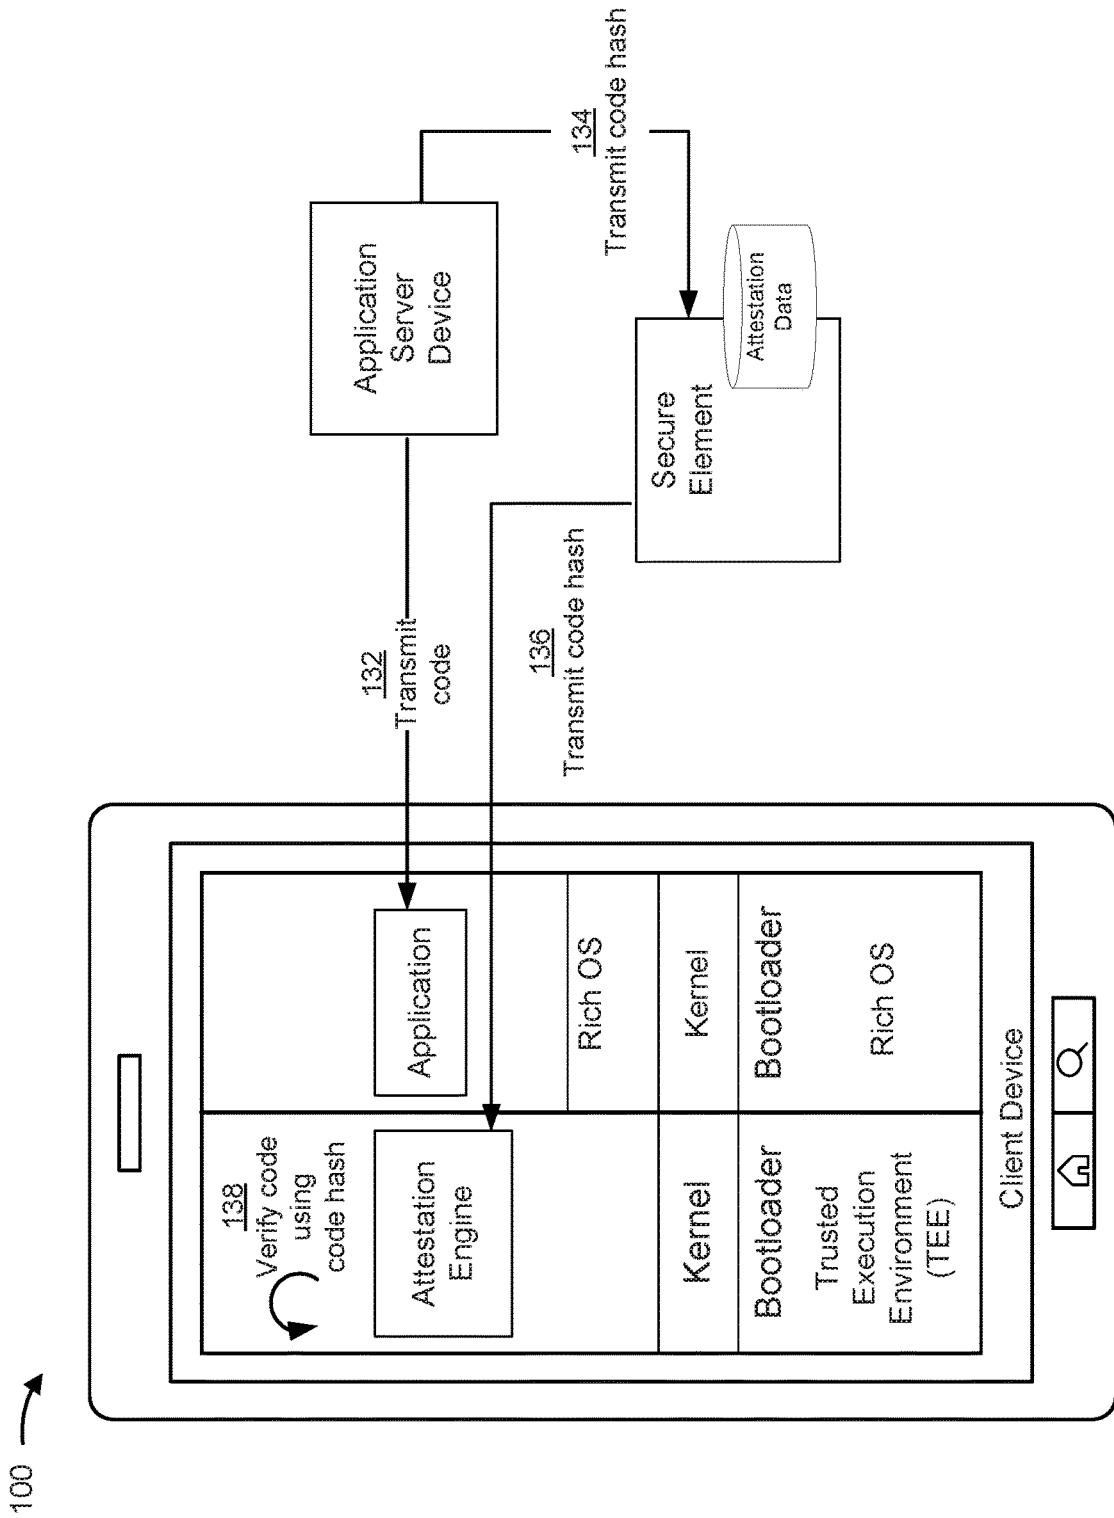 100
138
Verify code
using
code hash
Attestation
Engine
Kernel
Bootloader
Trusted
Execution
Environment
(TEE)
Application
Rich OS
Kernel
Bootloader
Rich OS
Client Device
132
Transmit
code
136
Transmit code hash
Application
Server
Device
134
Transmit code hash
Secure
Element
Attestation
Data